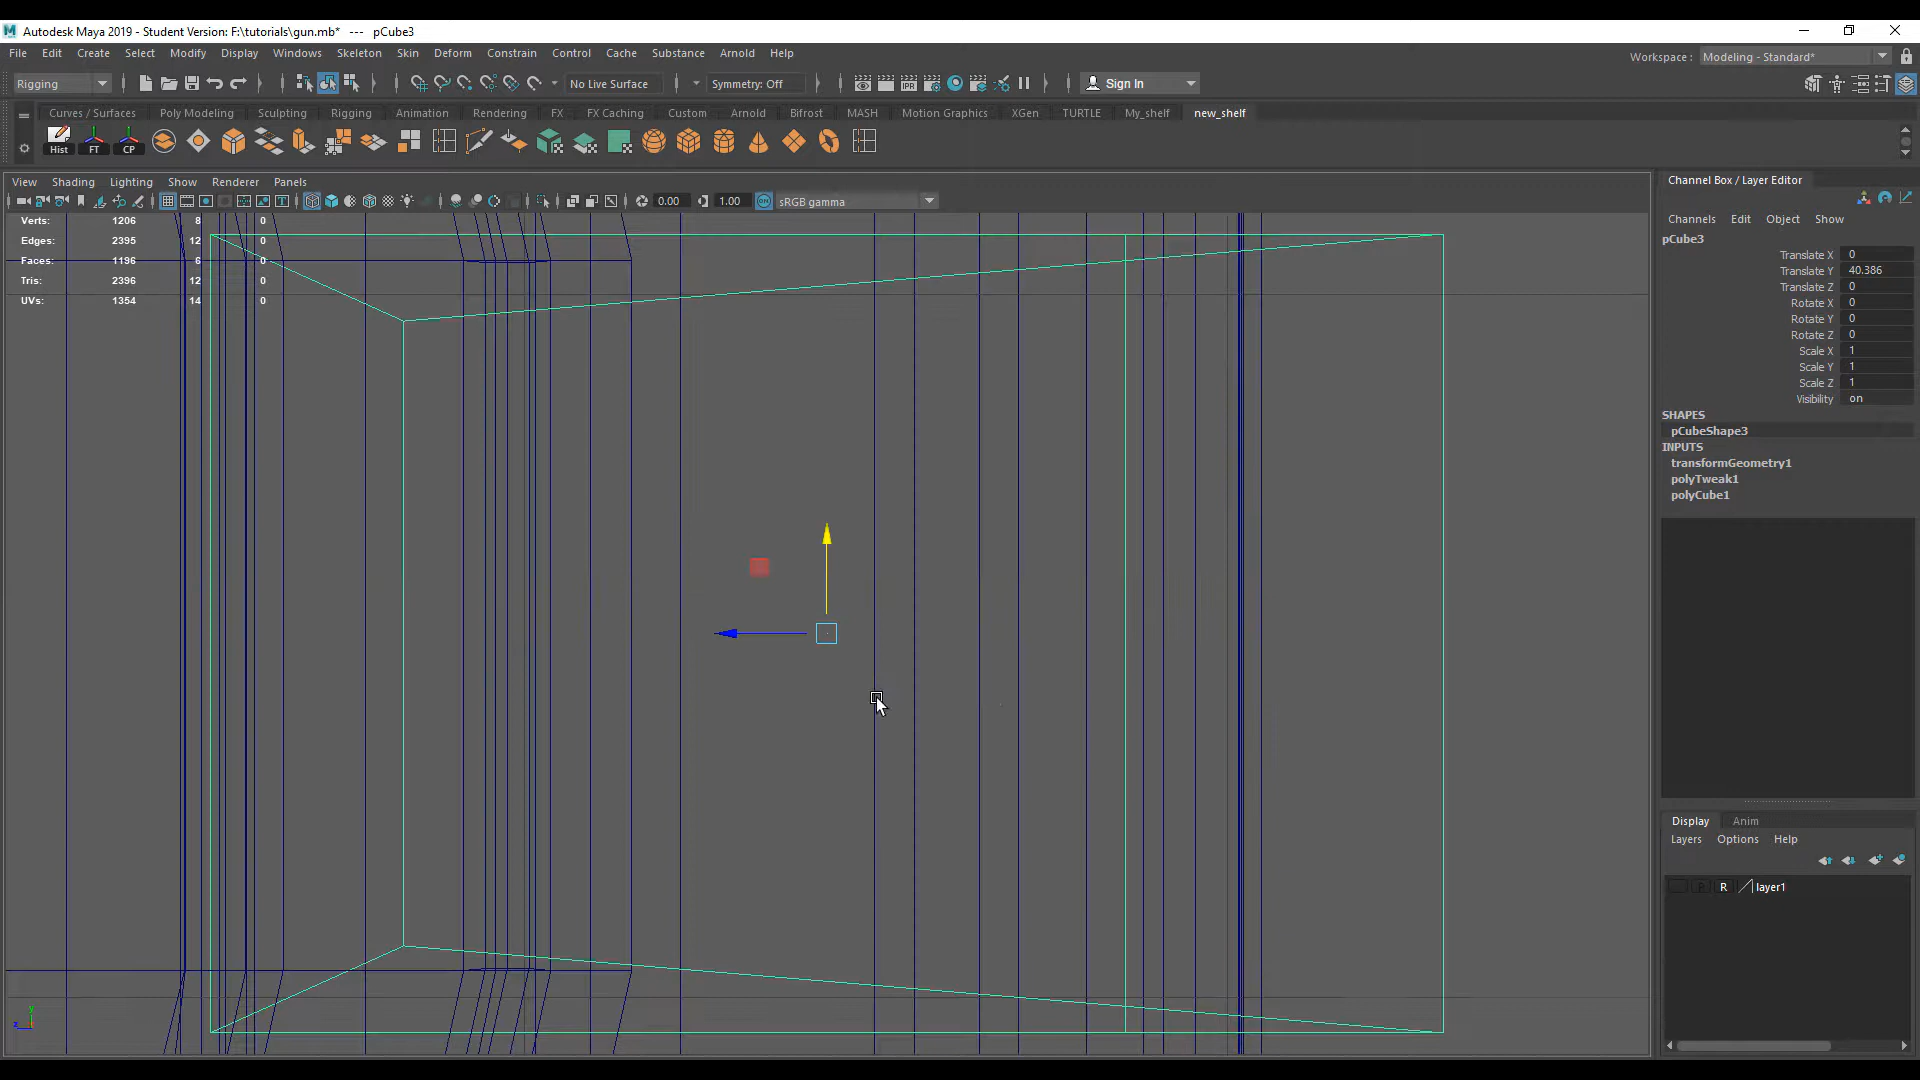 Autodesk Maya 2019 - Student Version: F:\tutorials\gun.mb* --- pCube3
File Edit Create Select Modify Display Windows Skeleton Skin Deform Constrain Control Cache Substance Arnold Help
Workspace : Modeling - Standard*
Rigging No Live Surface Symmetry: Off Sign In
Curves / Surfaces Poly Modeling Sculpting Rigging Animation Rendering FX FX Caching Custom Arnold Bifrost MASH Motion Graphics XGen TURTLE My_shelf new_shelf
Hist FT CP
View Shading Lighting Show Renderer Panels
0.00 1.00 ON sRGB gamma
Verts: 1206 8 0
Edges: 2395 12 0
Faces: 1196 6 0
Tris: 2396 12 0
UVs: 1354 14 0
y
z
Channel Box / Layer Editor
Channels Edit Object Show
pCube3
Translate X 0
Translate Y 40.386
Translate Z 0
Rotate X 0
Rotate Y 0
Rotate Z 0
Scale X 1
Scale Y 1
Scale Z 1
Visibility on
SHAPES
pCubeShape3
INPUTS
transformGeometry1
polyTweak1
polyCube1
Display Anim
Layers Options Help
P R layer1